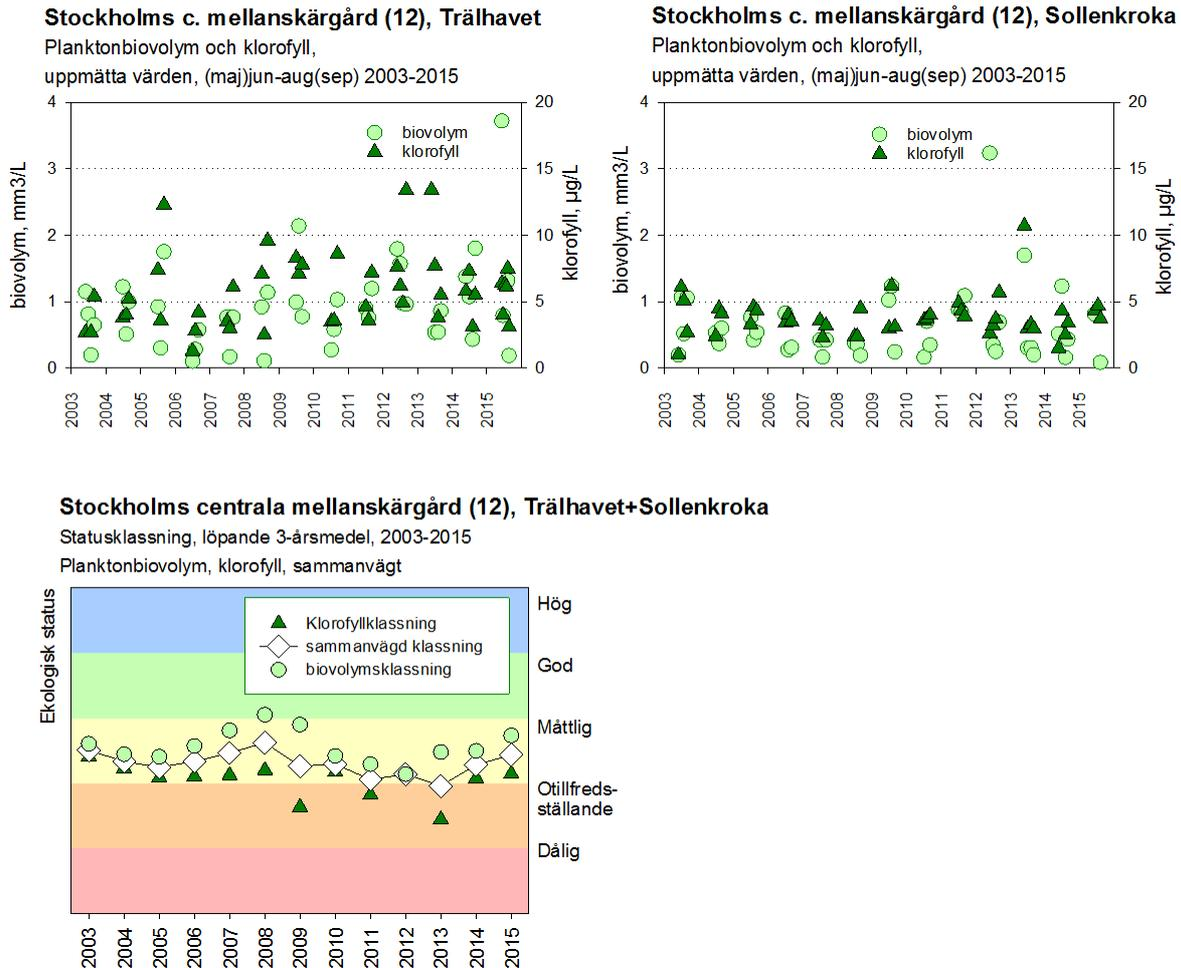 Stockholms c. mellanskärgård (12), Trälhavet
Planktonbiovolym och klorofyll,
uppmätta värden, (maj)jun-aug(sep) 2003-2015
biovolym, mm3/L
4
3
2
1
0
biovolym
klorofyll
20
15
10
5
0
klorofyll, µg/L
2003
2004
2005
2006
2007
2008
2009
2010
2011
2012
2013
2014
2015
Stockholms c. mellanskärgård (12), Sollenkroka
Planktonbiovolym och klorofyll,
uppmätta värden, (maj)jun-aug(sep) 2003-2015
biovolym, mm3/L
4
3
2
1
0
biovolym
klorofyll
20
15
10
5
0
klorofyll, µg/L
2003
2004
2005
2006
2007
2008
2009
2010
2011
2012
2013
2014
2015
Stockholms centrala mellanskärgård (12), Trälhavet+Sollenkroka
Statusklassning, löpande 3-årsmedel, 2003-2015
Planktonbiovolym, klorofyll, sammanvägt
Ekologisk status
Klorofyllklassning
sammanvägd klassning
biovolymsklassning
Hög
God
Måttlig
Otillfreds-
ställande
Dålig
2003
2004
2005
2006
2007
2008
2009
2010
2011
2012
2013
2014
2015